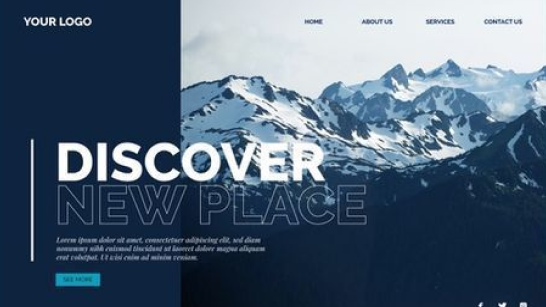 YOUR LOGO
HOME ABOUT US SERVICES CONTACT US
DISCOVER
NEW PLACE
Lorem ipsum dolor sit amet, consectetuer adipiscing elit, sed diam
nonummy nibh euismod tincidunt ut laoreet dolore magna aliquam
erat volutpat. Ut wisi enim ad minim veniam.
SEE MORE